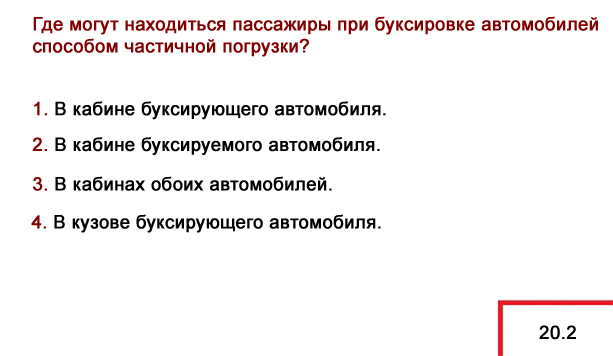 Где могут находиться пассажиры при буксировке автомобилей
способом частичной погрузки?
1. В кабине буксирующего автомобиля.
2. В кабине буксируемого автомобиля.
3. В кабинах обоих автомобилей.
4. В кузове буксирующего автомобиля.
20.2